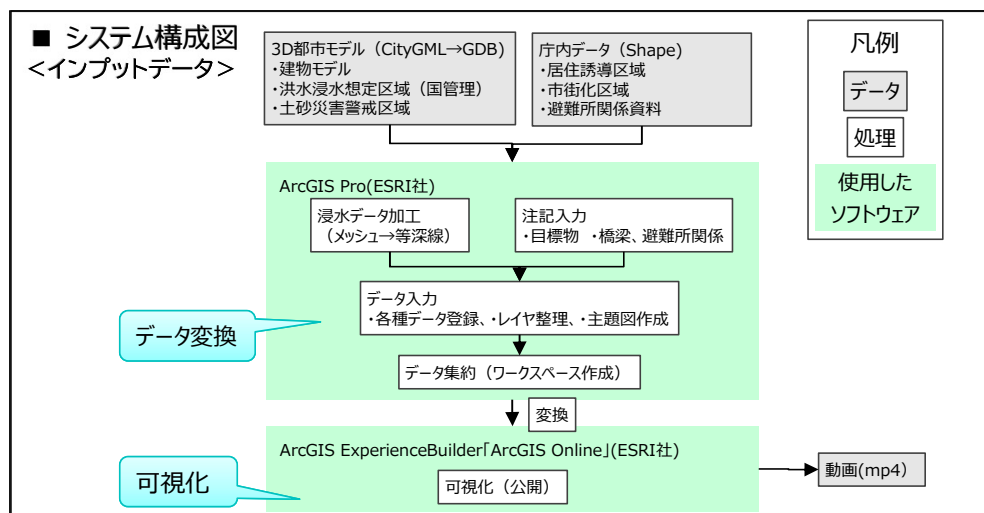 ■ システム構成図
＜インプットデータ＞
3D都市モデル（CityGML→GDB)
・建物モデル
・洪水浸水想定区域（国管理）
・土砂災害警戒区域
庁内データ（Shape)
・居住誘導区域
・市街化区域
・避難所関係資料
凡例
データ
処理
使用した
ソフトウェア
ArcGIS Pro(ESRI社)
浸水データ加工
（メッシュ→等深線）
注記入力
・目標物 ・橋梁、避難所関係
データ入力
・各種データ登録、・レイヤ整理、・主題図作成
データ変換
データ集約（ワークスペース作成）
変換
ArcGIS ExperienceBuilder「ArcGIS Online」(ESRI社)
可視化
可視化（公開）
動画(mp4）